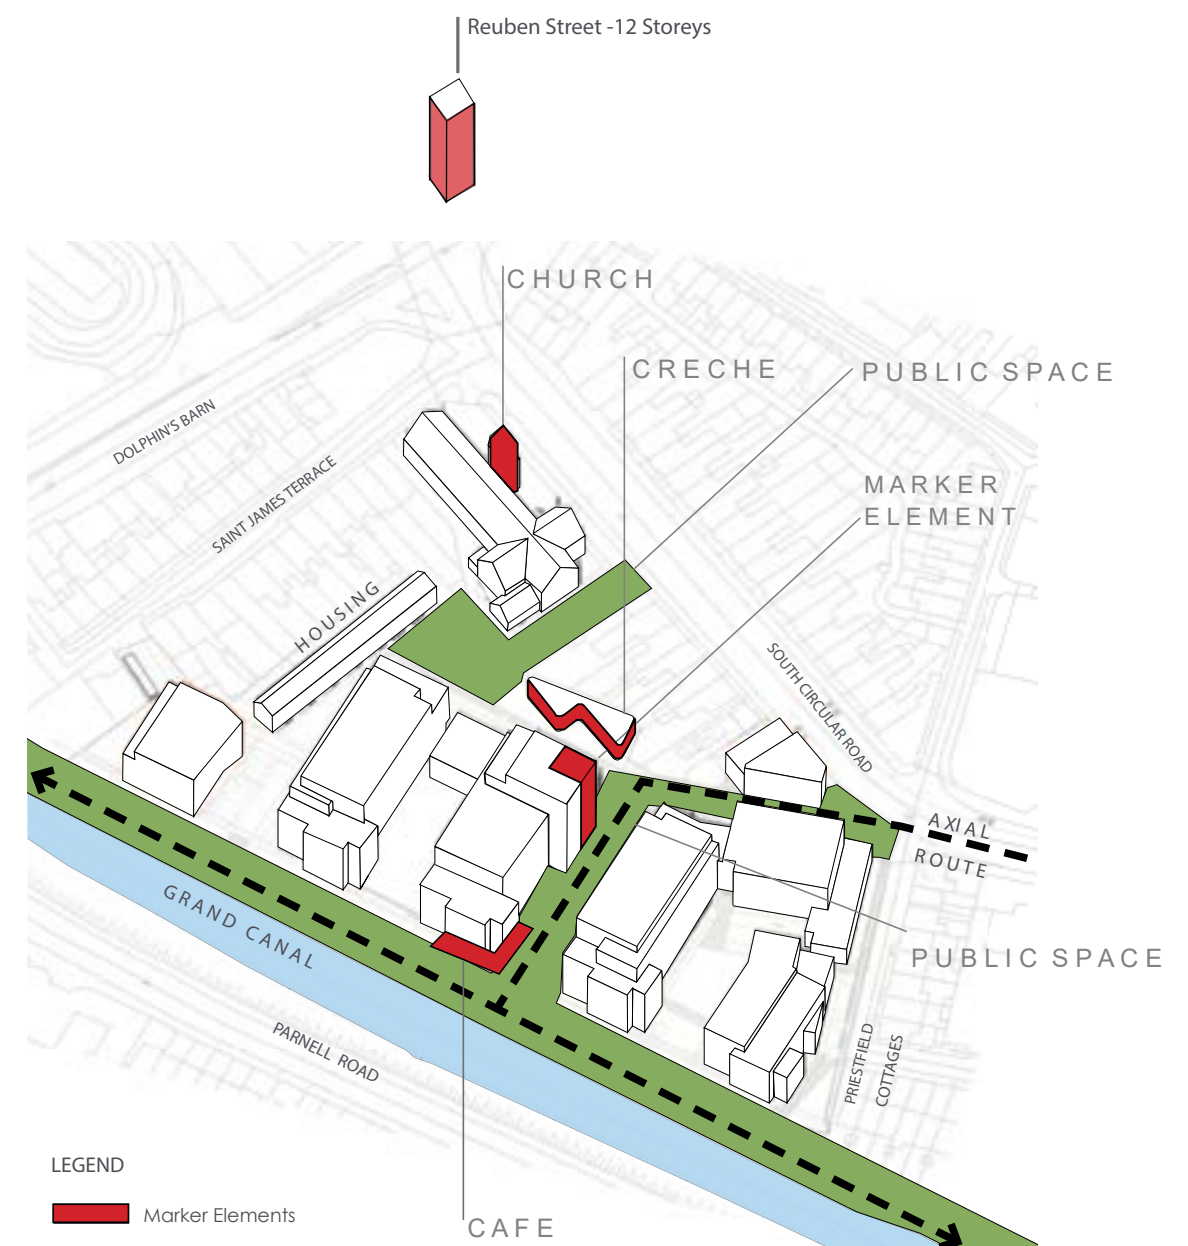 Reuben Street -12 Storeys
CHURCH
CRECHE
PUBLIC SPACE
DOLPHIN'S BARN
SAINT JAMES TERRACE
MARKER
ELEMENT
HOUSING
SOUTH CIRCULAR ROAD
AXIAL
ROUTE
GRAND CANAL
PUBLIC SPACE
PARNELL ROAD
PRIESTFIELD
COTTAGES
LEGEND
Marker Elements
CAFE